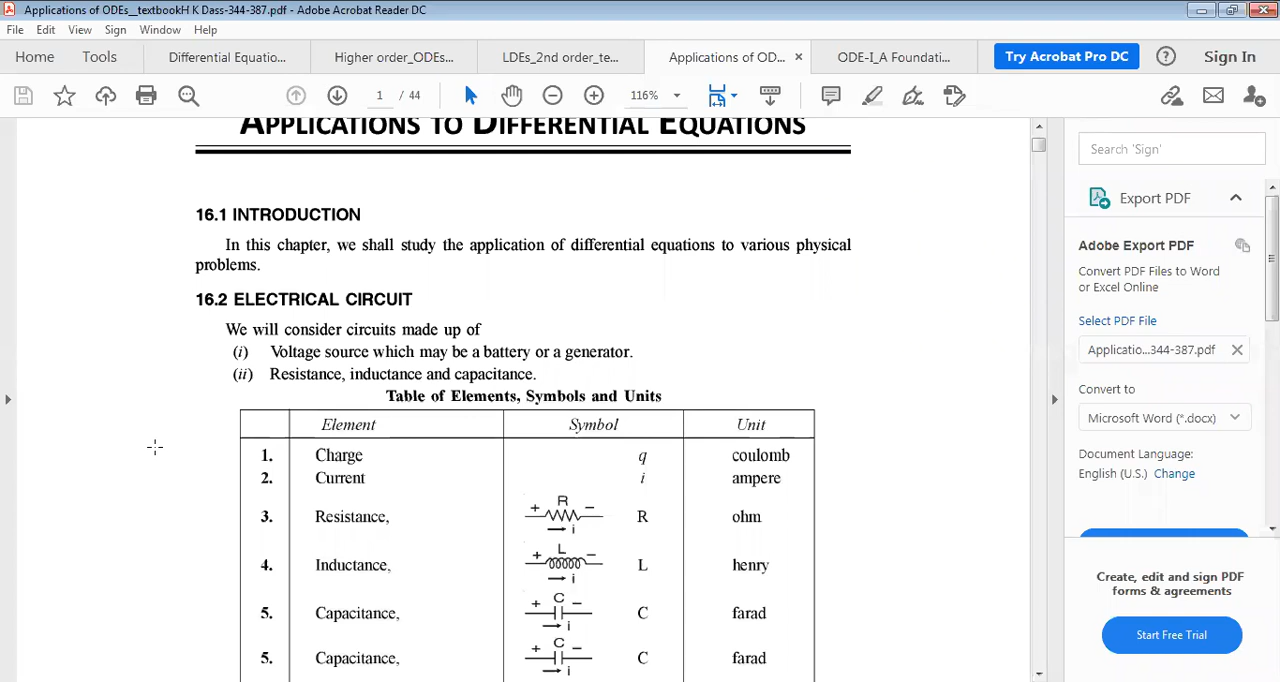 Applications of ODEs__textbookH K Dass-344-387.pdf - Adobe Acrobat Reader DC
File Edit View Sign Window Help
Home Tools Differential Equatio... Higher order_ODEs... LDEs_2nd order_te... Applications of OD... × ODE-I_A Foundati... Try Acrobat Pro DC ? Sign In
1 / 44 116%
APPLICATIONS TO DIFFERENTIAL EQUATIONS
16.1 INTRODUCTION
In this chapter, we shall study the application of differential equations to various physical
problems.
16.2 ELECTRICAL CIRCUIT
We will consider circuits made up of
(i) Voltage source which may be a battery or a generator.
(ii) Resistance, inductance and capacitance.
Table of Elements, Symbols and Units
Element Symbol Unit
1. Charge q coulomb
2. Current i ampere
3. Resistance, + R − i R ohm
4. Inductance, + L − i L henry
5. Capacitance, + C − i C farad
5. Capacitance, + C − i C farad
Search 'Sign'
Export PDF
Adobe Export PDF
Convert PDF Files to Word
or Excel Online
Select PDF File
Applicatio...344-387.pdf
Convert to
Microsoft Word (*.docx)
Document Language:
English (U.S.) Change
Create, edit and sign PDF
forms & agreements
Start Free Trial